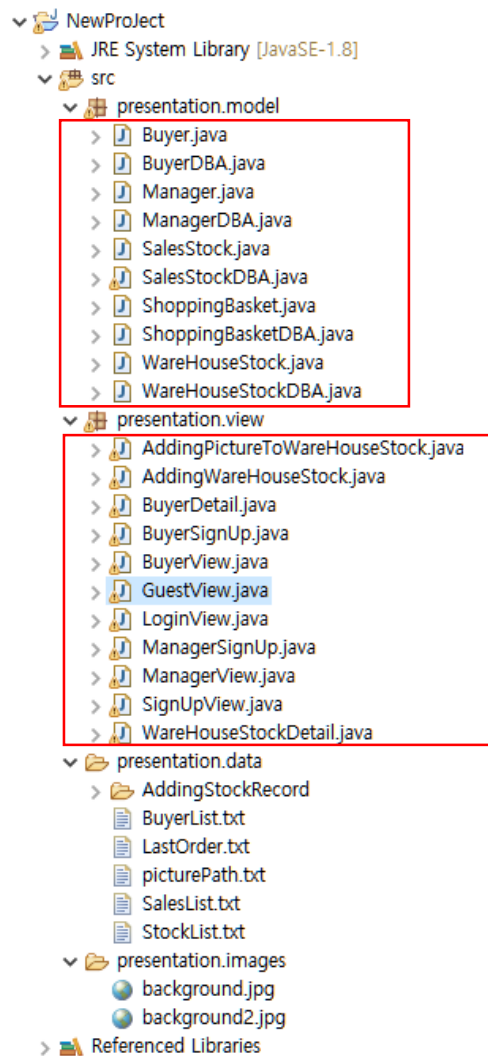 NewProJect
JRE System Library [JavaSE-1.8]
src
presentation.model
Buyer.java
BuyerDBA.java
Manager.java
ManagerDBA.java
SalesStock.java
SalesStockDBA.java
ShoppingBasket.java
ShoppingBasketDBA.java
WareHouseStock.java
WareHouseStockDBA.java
presentation.view
AddingPictureToWareHouseStock.java
AddingWareHouseStock.java
BuyerDetail.java
BuyerSignUp.java
BuyerView.java
GuestView.java
LoginView.java
ManagerSignUp.java
ManagerView.java
SignUpView.java
WareHouseStockDetail.java
presentation.data
AddingStockRecord
BuyerList.txt
LastOrder.txt
picturePath.txt
SalesList.txt
StockList.txt
presentation.images
background.jpg
background2.jpg
Referenced Libraries